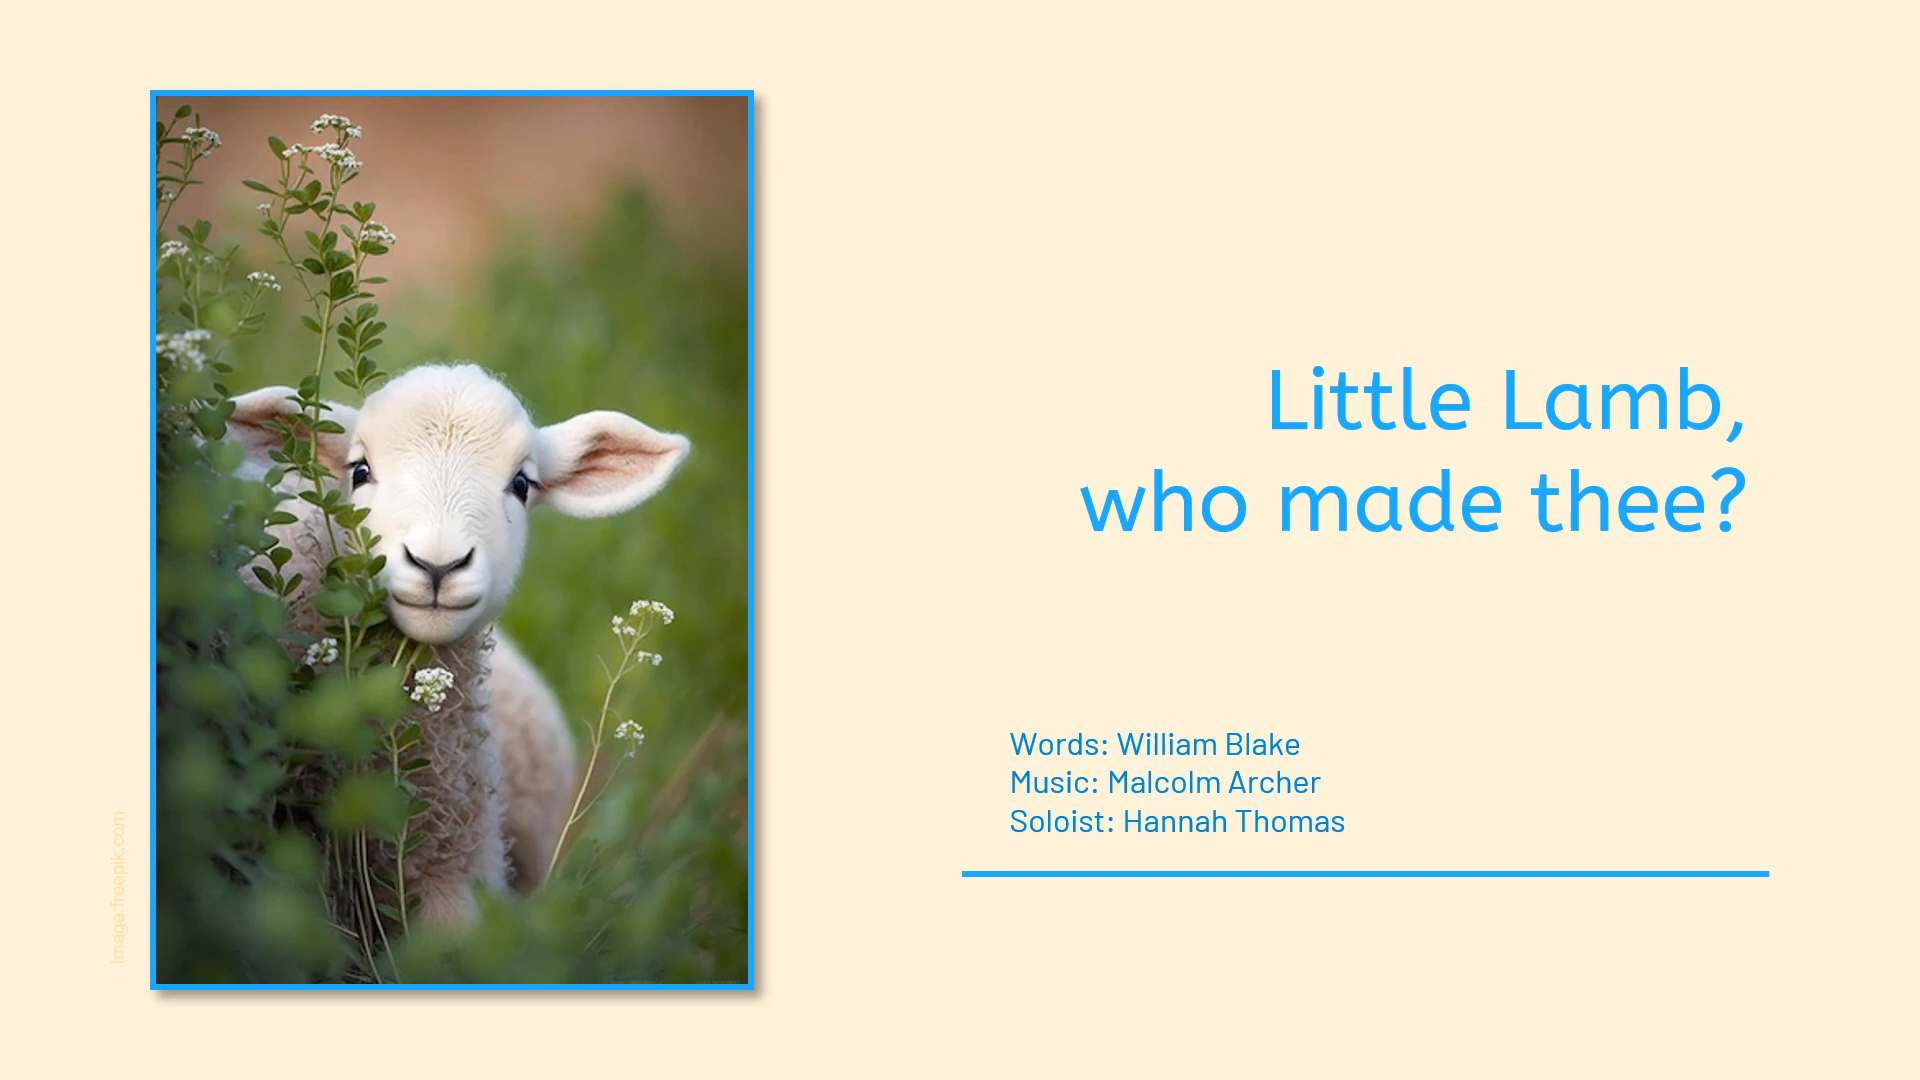 Little Lamb,
who made thee?
Words: William Blake
Music: Malcolm Archer
Soloist: Hannah Thomas
Image:freepik.com